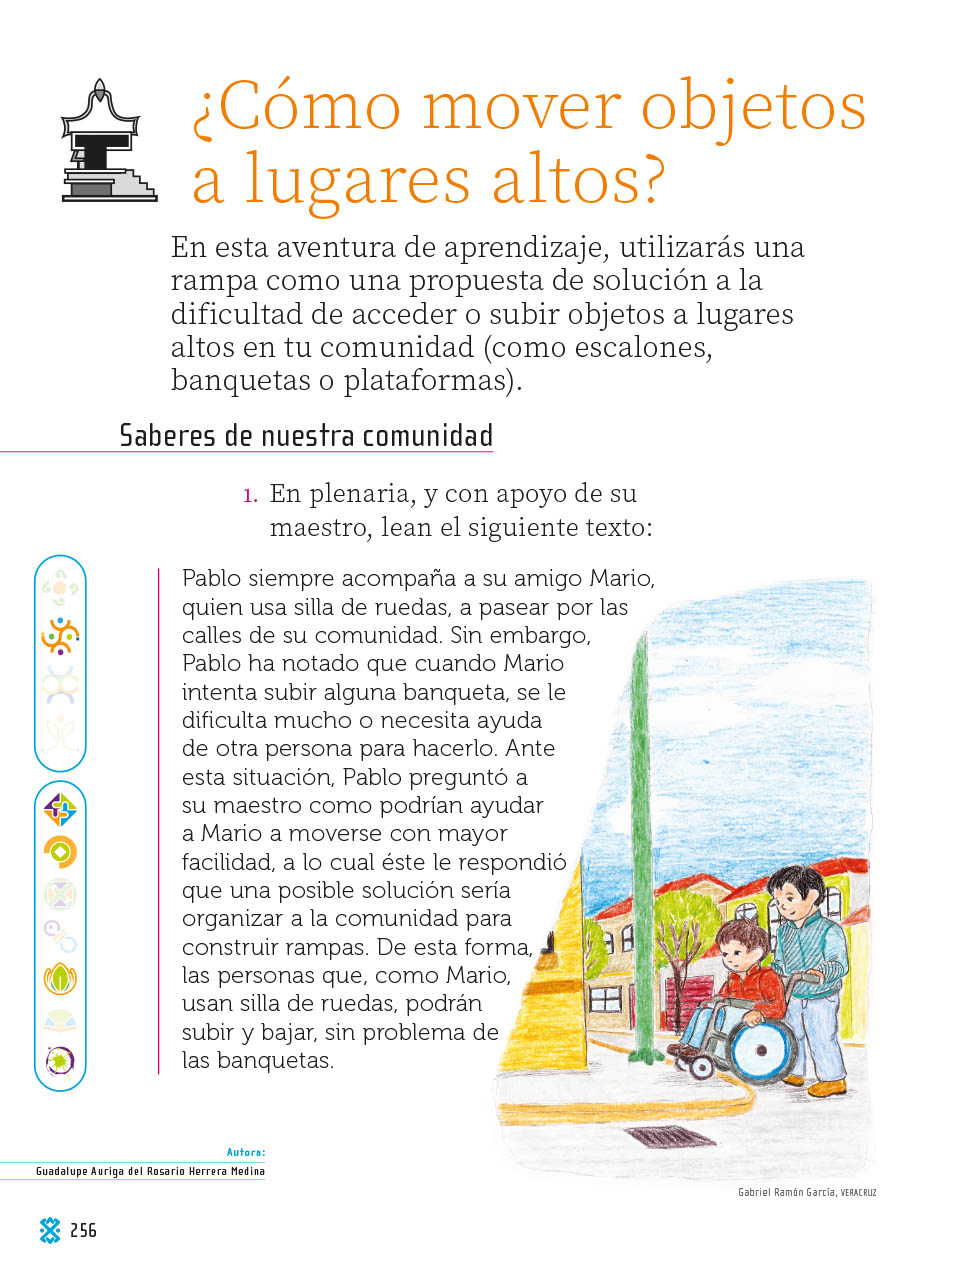 ¿Cómo mover objetos
a lugares altos?
En esta aventura de aprendizaje, utilizarás una
rampa como una propuesta de solución a la
dificultad de acceder o subir objetos a lugares
altos en tu comunidad (como escalones,
banquetas o plataformas).
Saberes de nuestra comunidad
1. En plenaria, y con apoyo de su
maestro, lean el siguiente texto:
Pablo siempre acompaña a su amigo Mario,
quien usa silla de ruedas, a pasear por las
calles de su comunidad. Sin embargo,
Pablo ha notado que cuando Mario
intenta subir alguna banqueta, se le
dificulta mucho o necesita ayuda
de otra persona para hacerlo. Ante
esta situación, Pablo preguntó a
su maestro como podrían ayudar
a Mario a moverse con mayor
facilidad, a lo cual éste le respondió
que una posible solución sería
organizar a la comunidad para
construir rampas. De esta forma,
las personas que, como Mario,
usan silla de ruedas, podrán
subir y bajar, sin problema de
las banquetas.
Autora:
Guadalupe Auriga del Rosario Herrera Medina
Gabriel Ramón García, VERACRUZ
256